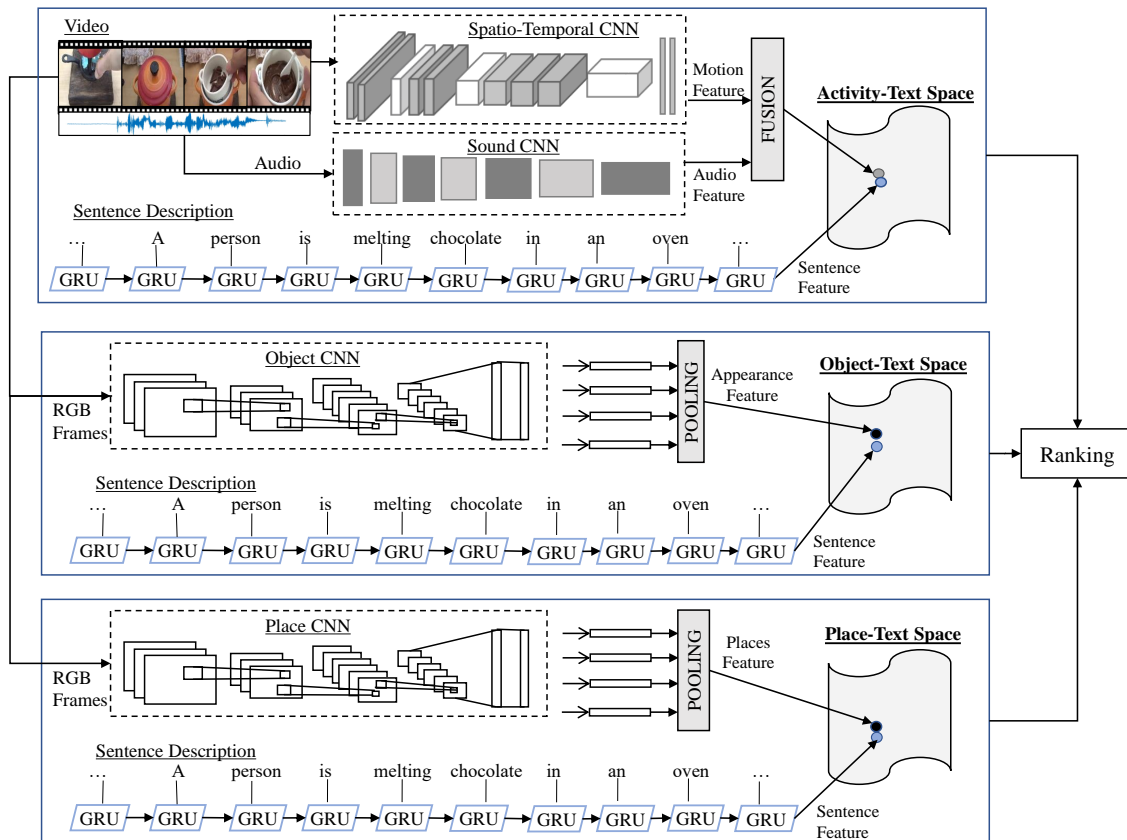 Video
Spatio-Temporal CNN
Motion
Feature
FUSION
Activity-Text Space
Audio
Sound CNN
Audio
Feature
Sentence Description
… A person is melting chocolate in an oven …
GRU GRU GRU GRU GRU GRU GRU GRU GRU GRU
Sentence
Feature
RGB
Frames
Object CNN
POOLING
Appearance
Feature
Object-Text Space
Ranking
Sentence Description
… A person is melting chocolate in an oven …
GRU GRU GRU GRU GRU GRU GRU GRU GRU GRU
Sentence
Feature
RGB
Frames
Place CNN
POOLING
Places
Feature
Place-Text Space
Sentence Description
… A person is melting chocolate in an oven …
GRU GRU GRU GRU GRU GRU GRU GRU GRU GRU
Sentence
Feature